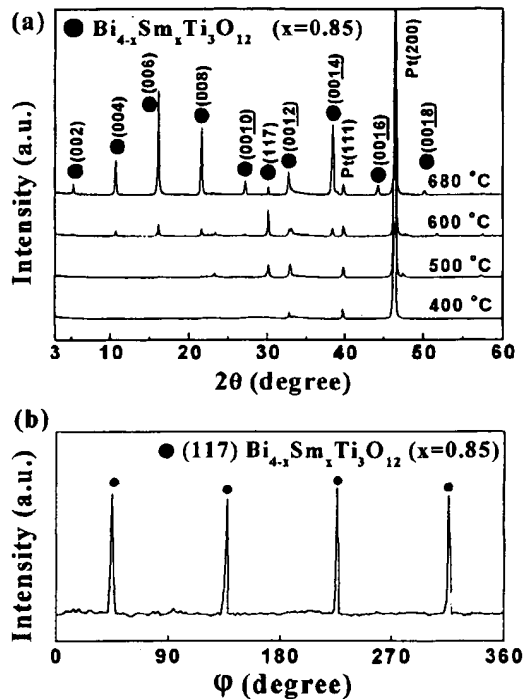 (a)
● Bi₄₋ₓSmₓTi₃O₁₂ (x=0.85)
Intensity (a.u.)
(002)
(004)
(006)
(008)
(0010)
(117)
(0012)
(0014)
Pt(111)
(0016)
Pt(200)
(0018)
680 °C
600 °C
500 °C
400 °C
3 10 20 30 40 50 60
2θ (degree)
(b)
● (117) Bi₄₋ₓSmₓTi₃O₁₂ (x=0.85)
Intensity (a.u.)
0 90 180 270 360
φ (degree)